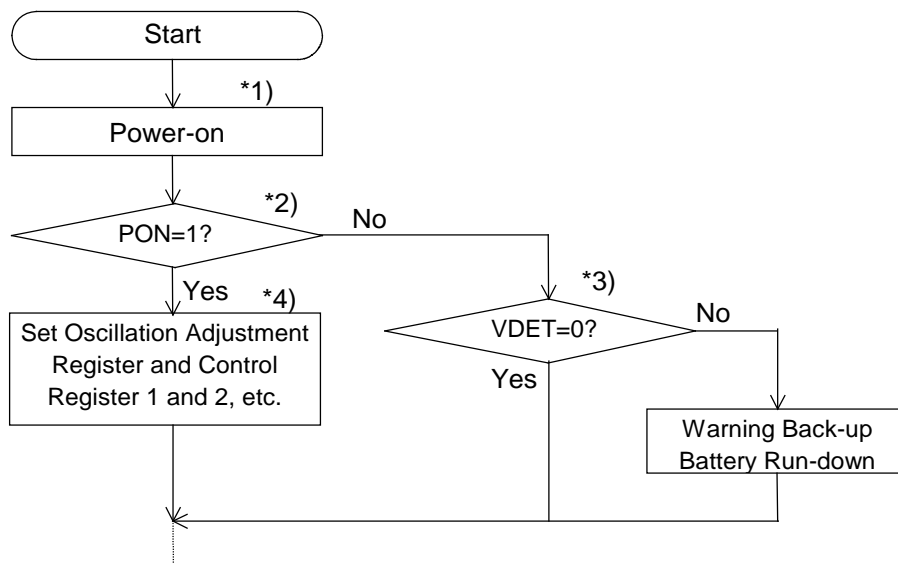 Start
*1)
Power-on
*2)
PON=1?
No
Yes
*3)
*4)
VDET=0?
No
Yes
Set Oscillation Adjustment
Register and Control
Register 1 and 2, etc.
Warning Back-up
Battery Run-down